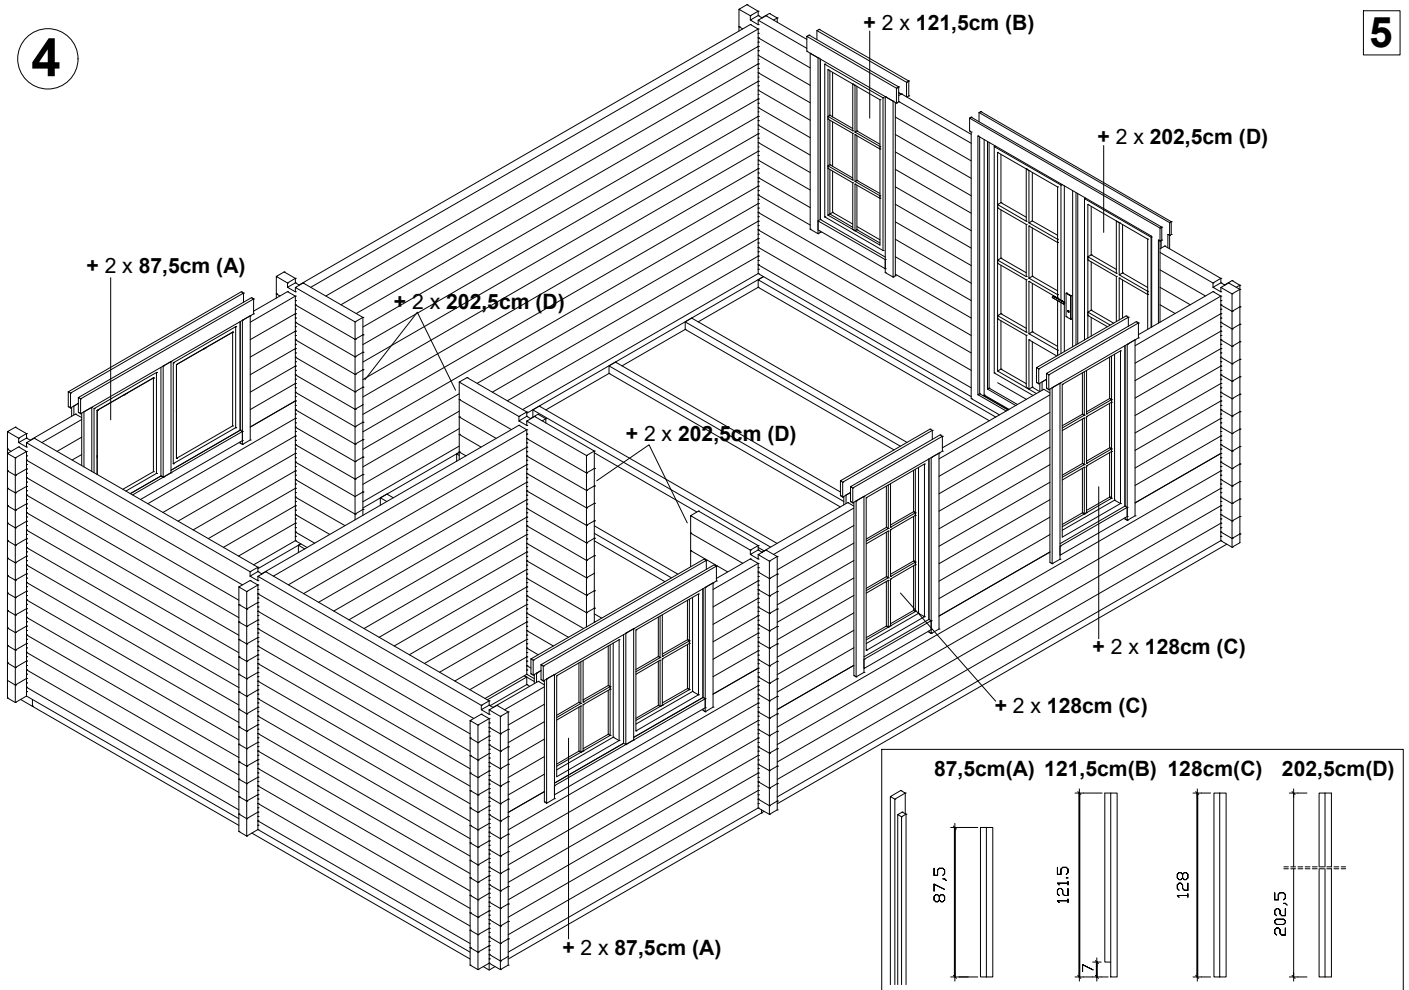 4
5
+ 2 x 121,5cm (B)
+ 2 x 202,5cm (D)
+ 2 x 87,5cm (A)
+ 2 x 202,5cm (D)
+ 2 x 202,5cm (D)
+ 2 x 128cm (C)
+ 2 x 128cm (C)
+ 2 x 87,5cm (A)
87,5cm(A) 121,5cm(B) 128cm(C) 202,5cm(D)
87,5
121.5
7
128
202,5